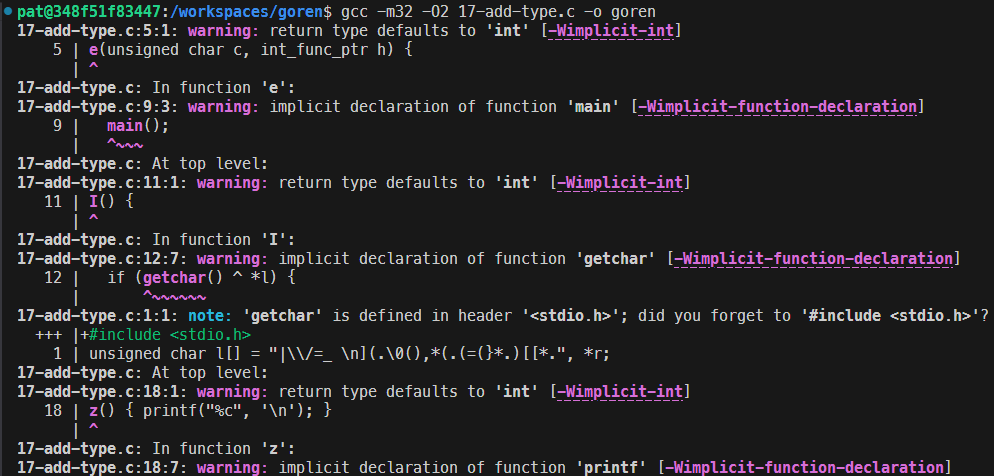 pat@348f51f83447:/workspaces/goren$ gcc -m32 -O2 17-add-type.c -o goren
17-add-type.c:5:1: warning: return type defaults to 'int' [-Wimplicit-int]
    5 | e(unsigned char c, int_func_ptr h) {
      | ^
17-add-type.c: In function 'e':
17-add-type.c:9:3: warning: implicit declaration of function 'main' [-Wimplicit-function-declaration]
    9 |   main();
      |   ^~~~
17-add-type.c: At top level:
17-add-type.c:11:1: warning: return type defaults to 'int' [-Wimplicit-int]
   11 | I() {
      | ^
17-add-type.c: In function 'I':
17-add-type.c:12:7: warning: implicit declaration of function 'getchar' [-Wimplicit-function-declaration]
   12 |   if (getchar() ^ *l) {
      |       ^~~~~~~
17-add-type.c:1:1: note: 'getchar' is defined in header '<stdio.h>'; did you forget to '#include <stdio.h>'?
  +++ |+#include <stdio.h>
    1 | unsigned char l[] = "|\\/=_ \n](.\0(),*(.(=(}*.)[[*.", *r;
17-add-type.c: At top level:
17-add-type.c:18:1: warning: return type defaults to 'int' [-Wimplicit-int]
   18 | z() { printf("%c", '\n'); }
      | ^
17-add-type.c: In function 'z':
17-add-type.c:18:7: warning: implicit declaration of function 'printf' [-Wimplicit-function-declaration]